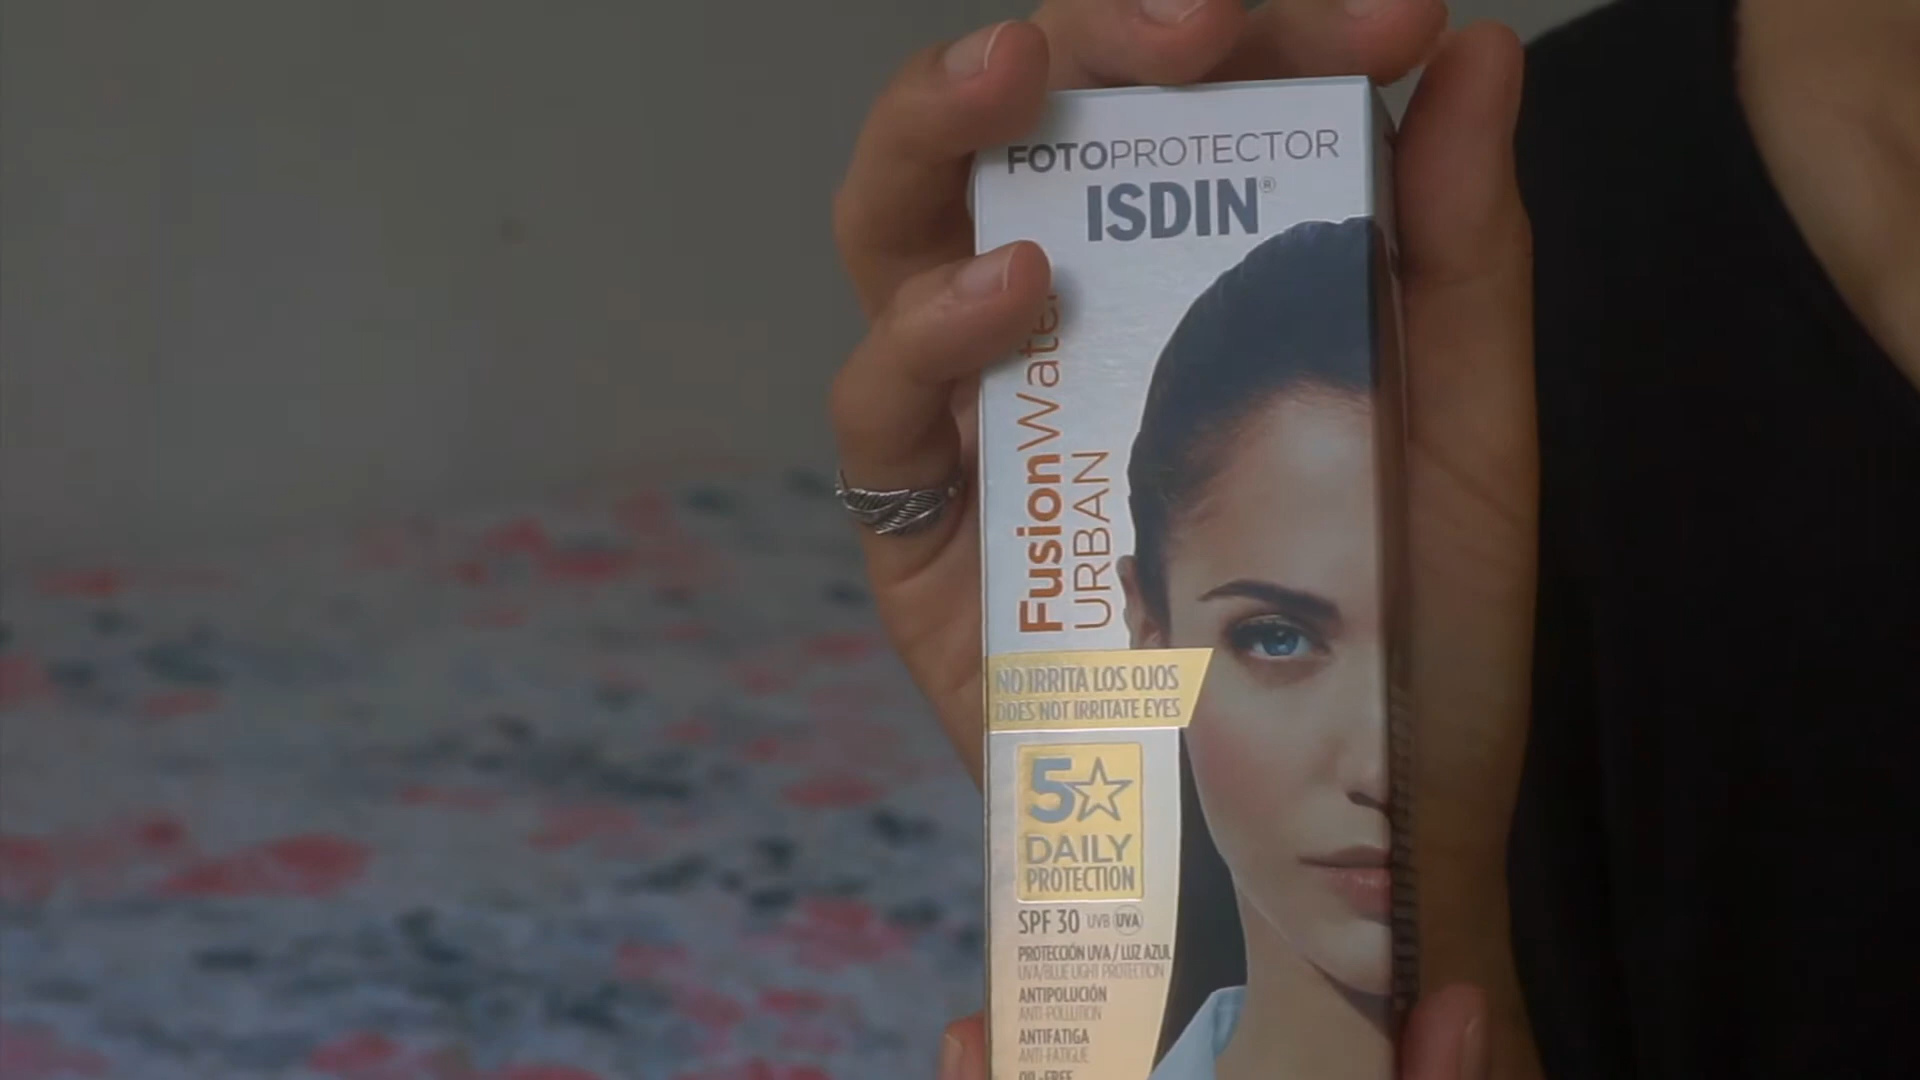 FOTOPROTECTOR
ISDIN®
FusionWater
URBAN
NO IRRITA LOS OJOS
DOES NOT IRRITATE EYES
5
DAILY
PROTECTION
SPF 30 UVB UVA
PROTECCIÓN UVA / LUZ AZUL
UVA/BLUE LIGHT PROTECTION
ANTIPOLUCIÓN
ANTI-POLLUTION
ANTIFATIGA
ANTI-FATIGUE
OIL-FREE